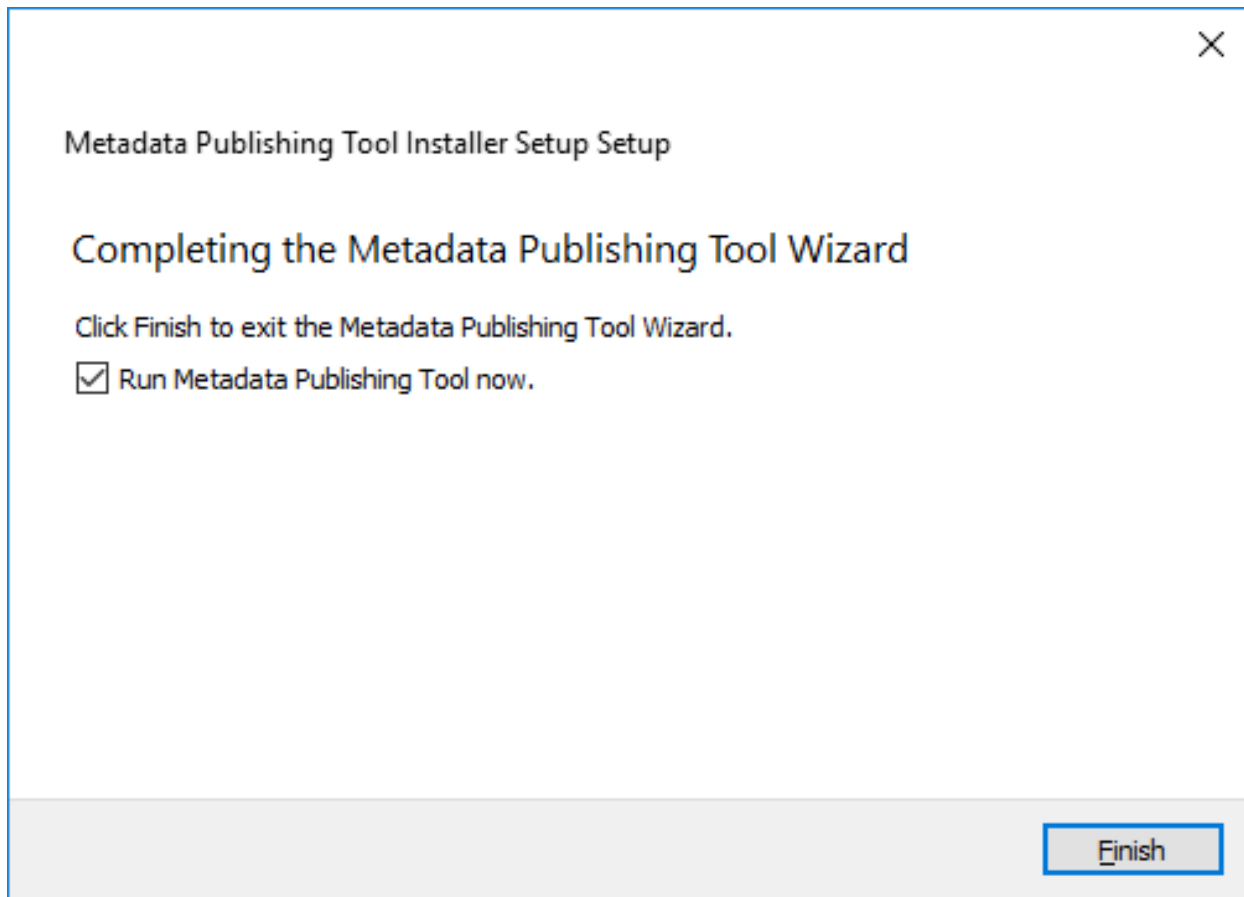 Metadata Publishing Tool Installer Setup Setup
Completing the Metadata Publishing Tool Wizard
Click Finish to exit the Metadata Publishing Tool Wizard.
Run Metadata Publishing Tool now.
Finish